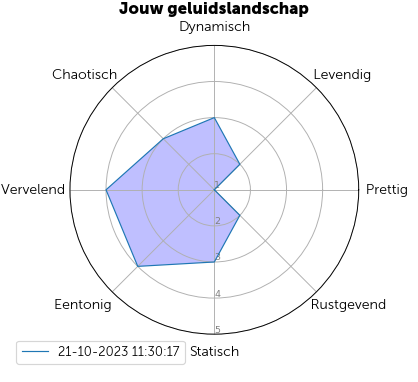 Jouw geluidslandschap
Dynamisch
Chaotisch
Levendig
Vervelend
1
Prettig
2
3
4
Eentonig
Rustgevend
5
21-10-2023 11:30:17
Statisch